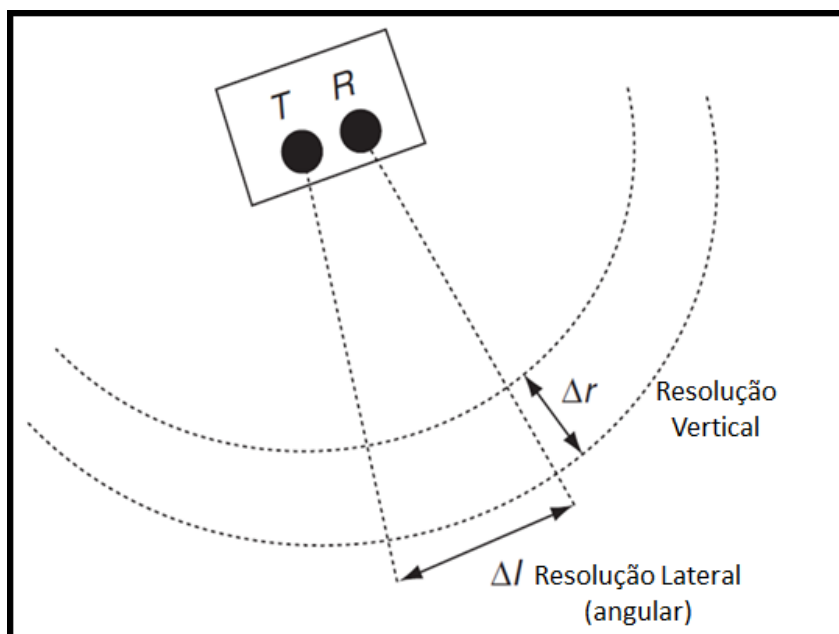 T R
Δr
Resolução
Vertical
Δl Resolução Lateral
(angular)